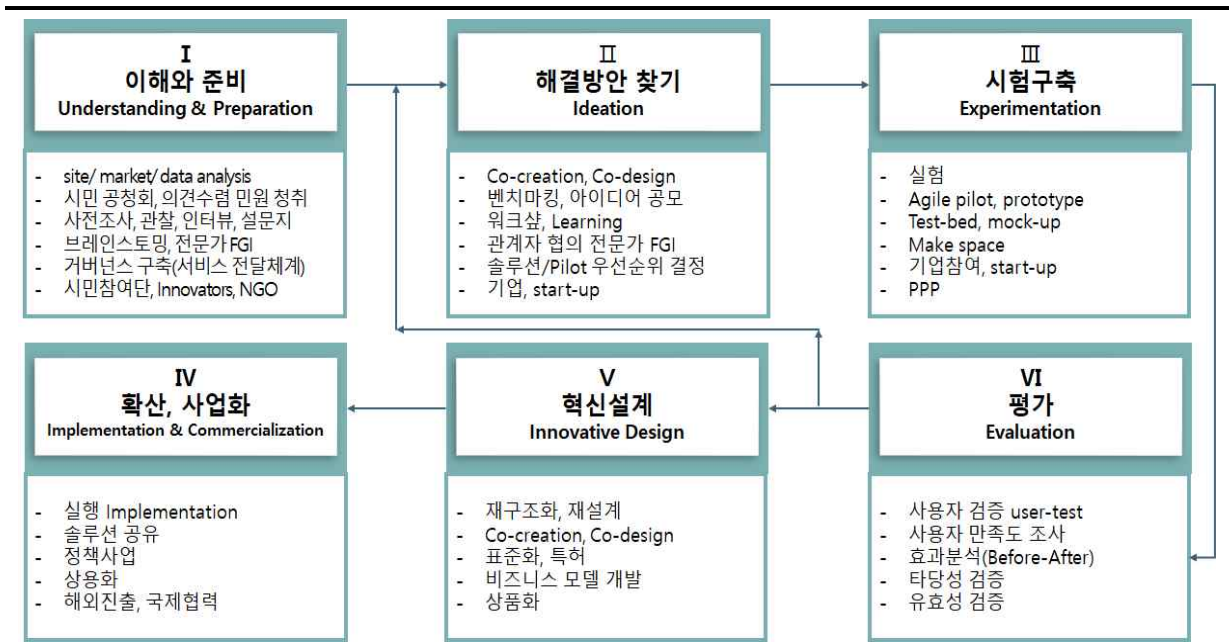 Ⅰ
이해와 준비
Understanding & Preparation
- site/ market/ data analysis
- 시민 공청회, 의견수렴 민원 청취
- 사전조사, 관찰, 인터뷰, 설문지
- 브레인스토밍, 전문가 FGI
- 거버넌스 구축(서비스 전달체계)
- 시민참여단, Innovators, NGO
Ⅱ
해결방안 찾기
Ideation
- Co-creation, Co-design
- 벤치마킹, 아이디어 공모
- 워크샾, Learning
- 관계자 협의 전문가 FGI
- 솔루션/Pilot 우선순위 결정
- 기업, start-up
Ⅲ
시험구축
Experimentation
- 실험
- Agile pilot, prototype
- Test-bed, mock-up
- Make space
- 기업참여, start-up
- PPP
Ⅳ
확산, 사업화
Implementation & Commercialization
- 실행 Implementation
- 솔루션 공유
- 정책사업
- 상용화
- 해외진출, 국제협력
Ⅴ
혁신설계
Innovative Design
- 재구조화, 재설계
- Co-creation, Co-design
- 표준화, 특허
- 비즈니스 모델 개발
- 상품화
Ⅵ
평가
Evaluation
- 사용자 검증 user-test
- 사용자 만족도 조사
- 효과분석(Before-After)
- 타당성 검증
- 유효성 검증